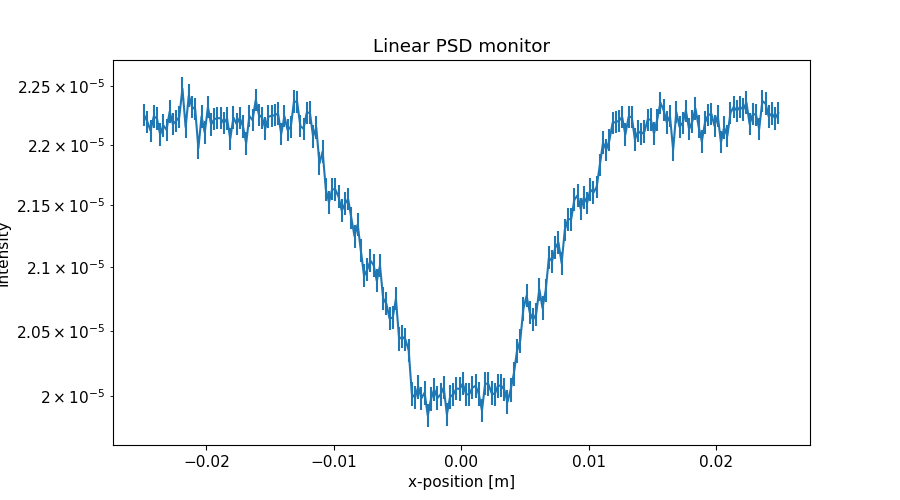 Linear PSD monitor
Intensity
2.25 × 10⁻⁵
2.2 × 10⁻⁵
2.15 × 10⁻⁵
2.1 × 10⁻⁵
2.05 × 10⁻⁵
2 × 10⁻⁵
−0.02
−0.01
0.00
0.01
0.02
x-position [m]